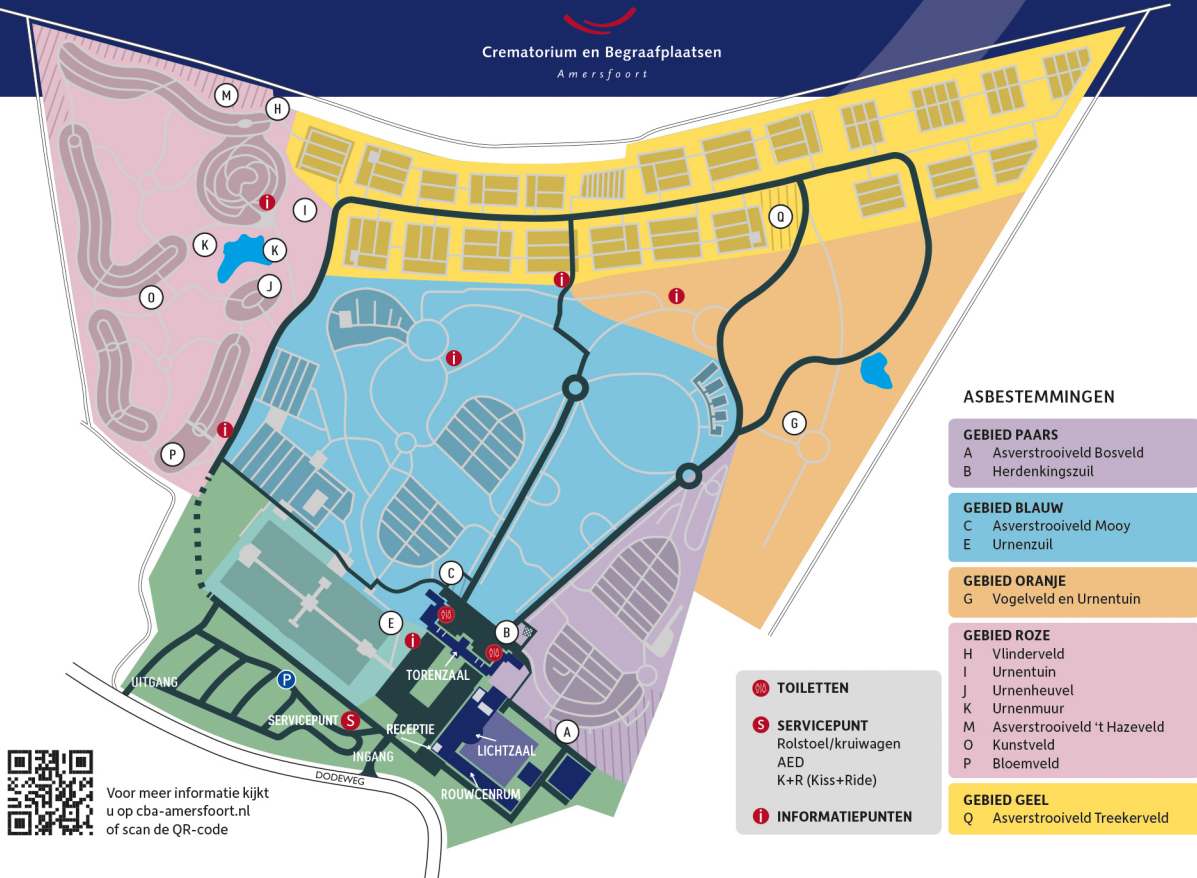 Crematorium en Begraafplaatsen
Amersfoort
M
H
I
K
K
J
O
P
Q
G
C
E
B
A
i
i
i
i
i
i
UITGANG
P
SERVICEPUNT S
TORENZAAL
RECEPTIE
INGANG
LICHTZAAL
ROUWCENRUM
DODEWEG
Voor meer informatie kijkt
u op cba-amersfoort.nl
of scan de QR-code
TOILETTEN
S SERVICEPUNT
Rolstoel/kruiwagen
AED
K+R (Kiss+Ride)
i INFORMATIEPUNTEN
ASBESTEMMINGEN
GEBIED PAARS
A Asverstrooiveld Bosveld
B Herdenkingszuil
GEBIED BLAUW
C Asverstrooiveld Mooy
E Urnenzuil
GEBIED ORANJE
G Vogelveld en Urnentuin
GEBIED ROZE
H Vlinderveld
I Urnentuin
J Urnenheuvel
K Urnenmuur
M Asverstrooiveld ‘t Hazeveld
O Kunstveld
P Bloemveld
GEBIED GEEL
Q Asverstrooiveld Treekerveld